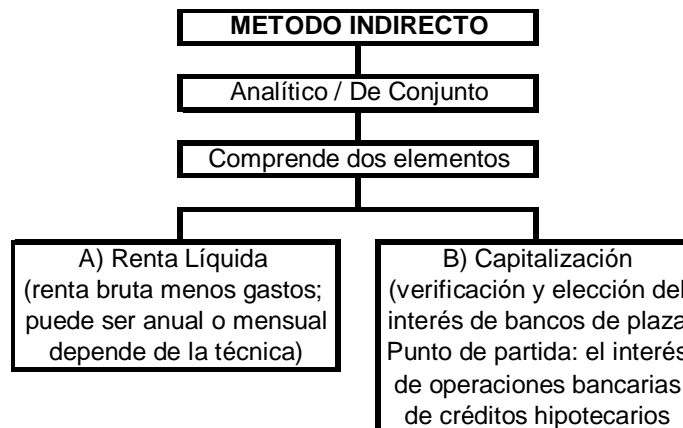 METODO INDIRECTO
Analítico / De Conjunto
Comprende dos elementos
A) Renta Líquida
(renta bruta menos gastos;
puede ser anual o mensual
depende de la técnica)
B) Capitalización
(verificación y elección del
interés de bancos de plaza
Punto de partida: el interés
de operaciones bancarias
de créditos hipotecarios